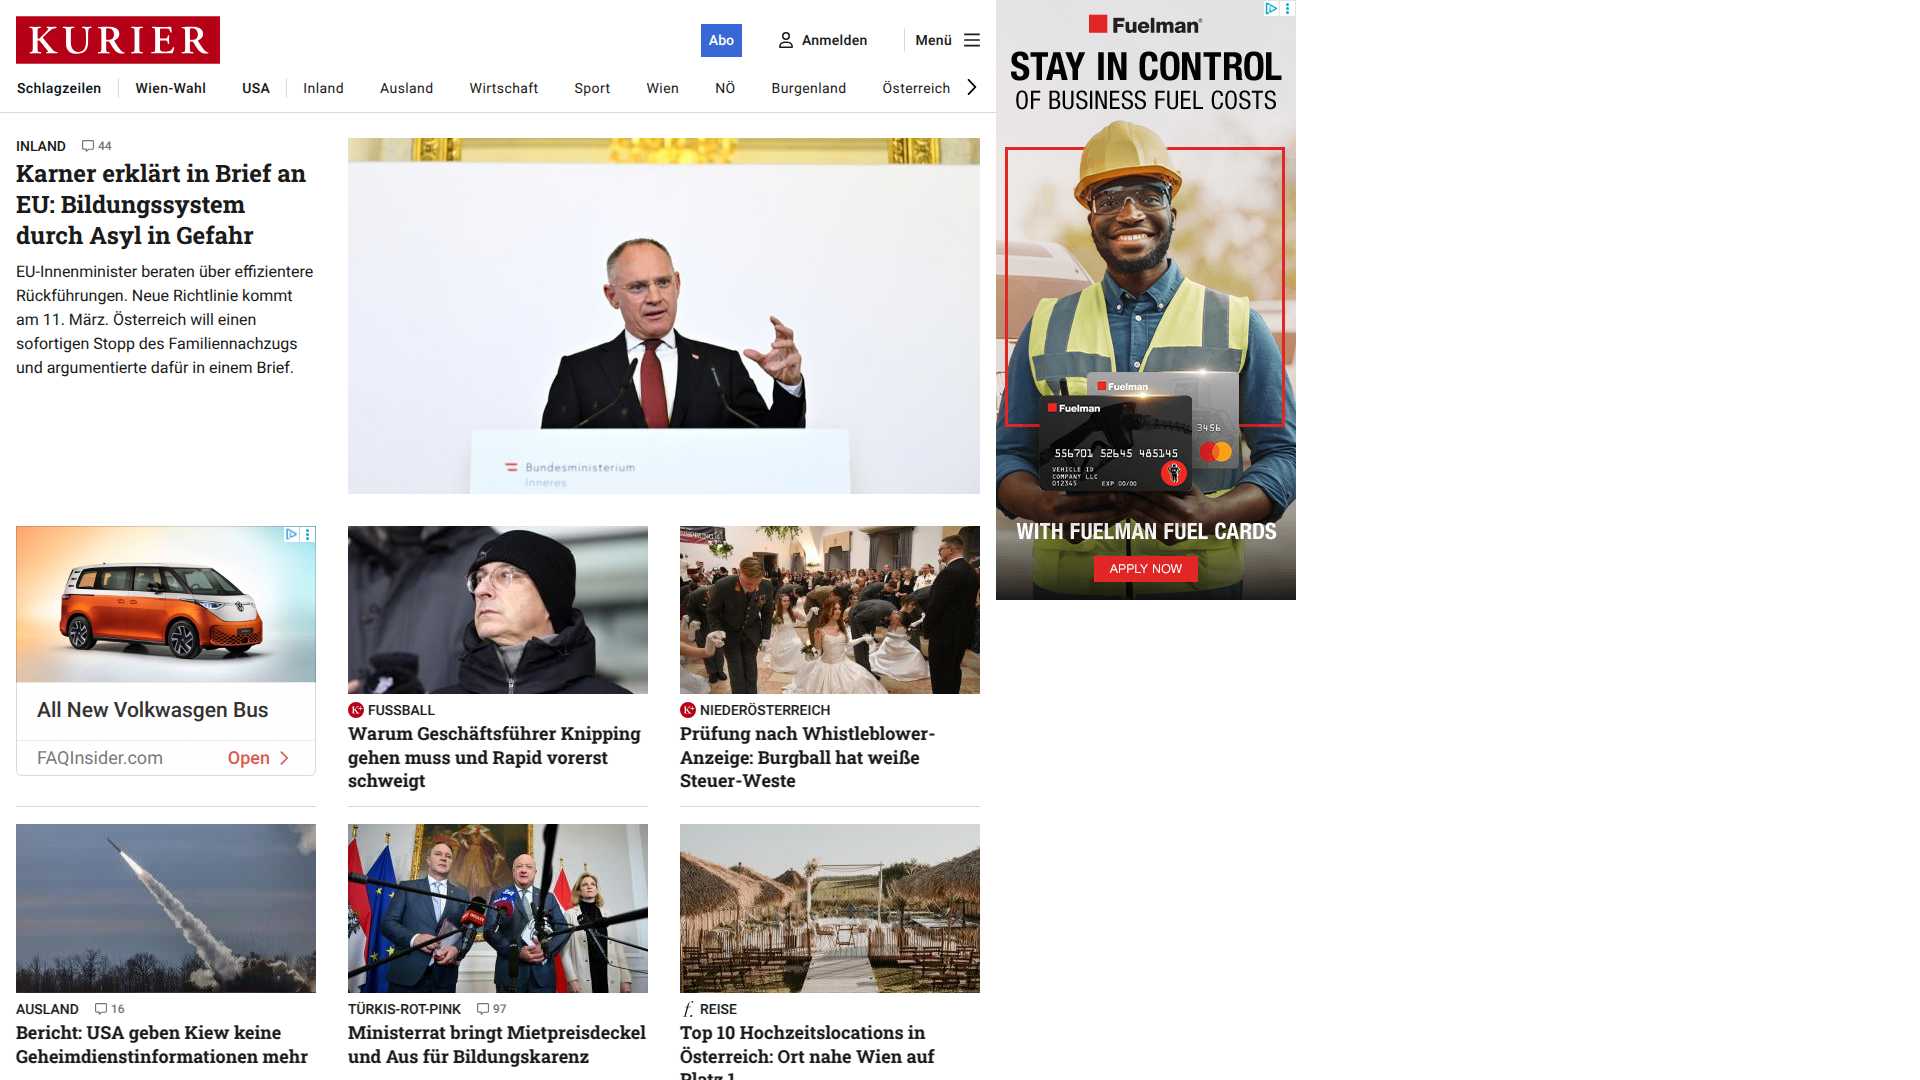 KURIER
Abo
Anmelden
Menü
Schlagzeilen
Wien-Wahl
USA
Inland
Ausland
Wirtschaft
Sport
Wien
NÖ
Burgenland
Österreich
INLAND 44
Karner erklärt in Brief an
EU: Bildungssystem
durch Asyl in Gefahr
EU-Innenminister beraten über effizientere
Rückführungen. Neue Richtlinie kommt
am 11. März. Österreich will einen
sofortigen Stopp des Familiennachzugs
und argumentierte dafür in einem Brief.
Bundesministerium
Inneres
All New Volkwasgen Bus
FAQInsider.com
Open
K+ FUSSBALL
Warum Geschäftsführer Knipping
gehen muss und Rapid vorerst
schweigt
K+ NIEDERÖSTERREICH
Prüfung nach Whistleblower-
Anzeige: Burgball hat weiße
Steuer-Weste
AUSLAND 16
Bericht: USA geben Kiew keine
Geheimdienstinformationen mehr
TÜRKIS-ROT-PINK 97
Ministerrat bringt Mietpreisdeckel
und Aus für Bildungskarenz
f. REISE
Top 10 Hochzeitslocations in
Österreich: Ort nahe Wien auf
Platz 1
Fuelman
STAY IN CONTROL
OF BUSINESS FUEL COSTS
Fuelman
Fuelman
3456
556701 52645 485145
VEHICLE ID
COMPANY LLC
012345 EXP 00/00
WITH FUELMAN FUEL CARDS
APPLY NOW